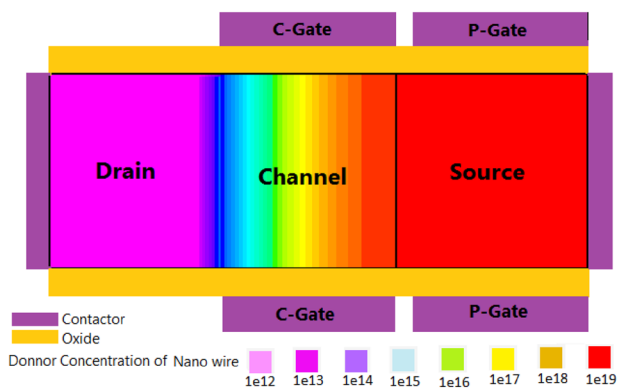 C-Gate P-Gate
Drain Channel Source
C-Gate P-Gate
Contactor
Oxide
Donnor Concentration of Nano wire
1e12 1e13 1e14 1e15 1e16 1e17 1e18 1e19